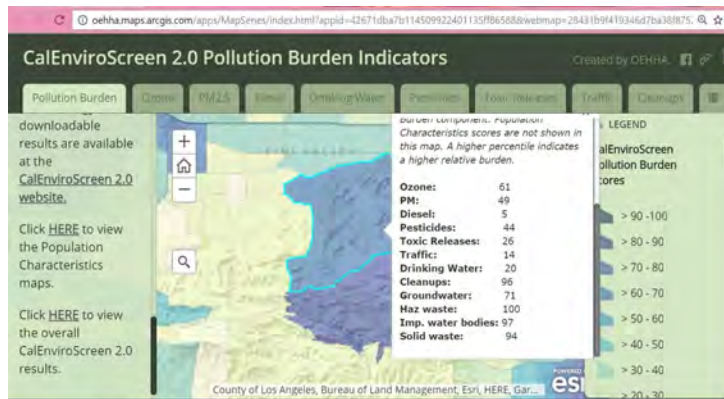 oehha.maps.arcgis.com/apps/MapSeries/index.html?appid=42671dba7b114509922401135ff86588&webmap=28431b9f419346d7ba38f875
CalEnviroScreen 2.0 Pollution Burden Indicators
Created by OEHHA
Pollution Burden
Ozone
PM2.5
Diesel
Drinking Water
Pesticides
Toxic Releases
Traffic
Cleanups
downloadable
results are available
at the
CalEnviroScreen 2.0
website.
Click HERE to view
the Population
Characteristics
maps.
Click HERE to view
the overall
CalEnviroScreen 2.0
results.
SIMI VALLEY
Burden component. Population
Characteristics scores are not shown in
this map. A higher percentile indicates
a higher relative burden.
Ozone: 61
PM: 49
Diesel: 5
Pesticides: 44
Toxic Releases: 26
Traffic: 14
Drinking Water: 20
Cleanups: 96
Groundwater: 71
Haz waste: 100
Imp. water bodies: 97
Solid waste: 94
County of Los Angeles, Bureau of Land Management, Esri, HERE, Gar...
POWERED
esri
LEGEND
alEnviroScreen
ollution Burden
cores
> 90 -100
> 80 - 90
> 70 - 80
> 60 - 70
> 50 - 60
> 40 - 50
> 30 - 40
> 20 - 30